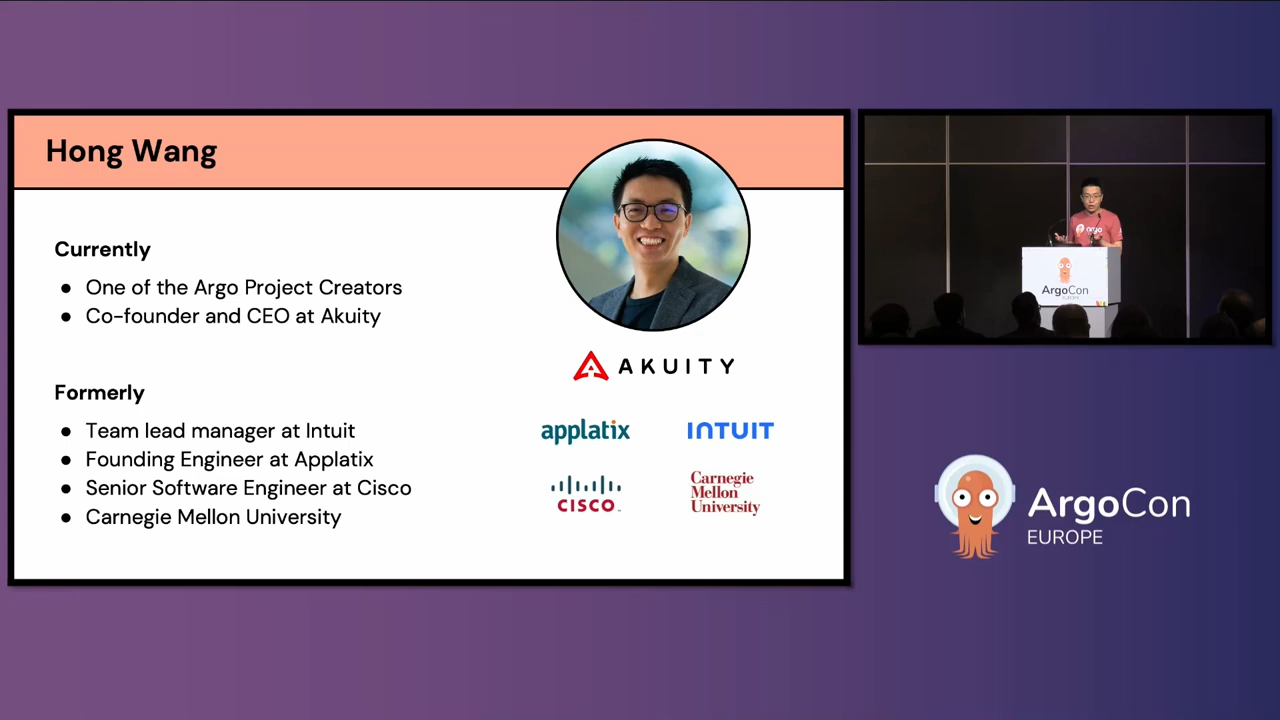 Hong Wang
Currently
● One of the Argo Project Creators
● Co-founder and CEO at Akuity
Formerly
● Team lead manager at Intuit
● Founding Engineer at Applatix
● Senior Software Engineer at Cisco
● Carnegie Mellon University
AKUITY
applatix
INTUIT
CISCO
Carnegie
Mellon
University
argo
ArgoCon
EUROPE
ArgoCon
EUROPE